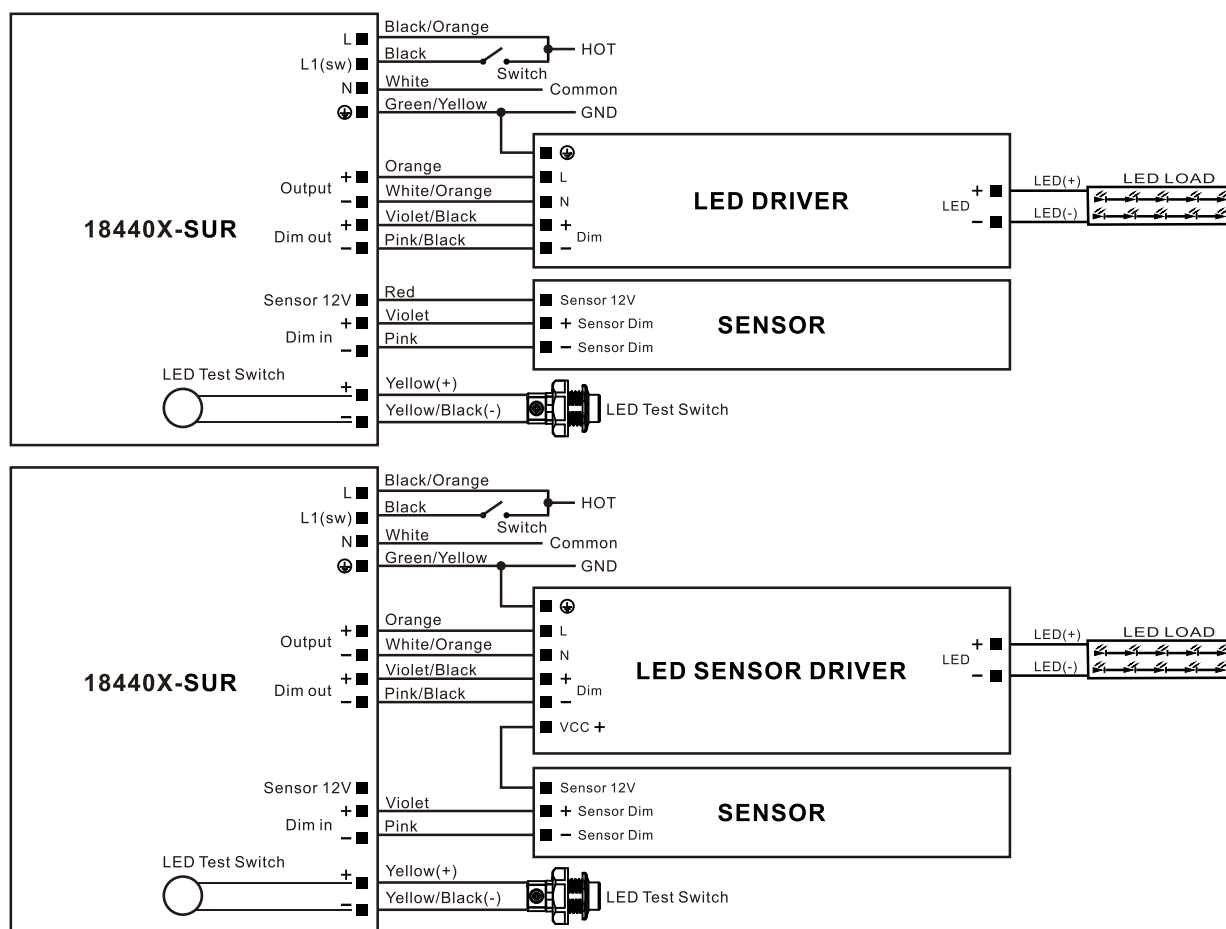 Black/Orange
L
HOT
Black
L1(sw)
Switch
White
N
Common
Green/Yellow
GND
Orange
L
Output
+
−
White/Orange
N
18440X-SUR
LED DRIVER
Violet/Black
+
Dim out
+
−
Dim
Pink/Black
−
LED
+
−
LED(+)
LED(-)
LED LOAD
Red
Sensor 12V
Sensor 12V
Violet
Dim in
+
−
+ Sensor Dim
SENSOR
Pink
− Sensor Dim
LED Test Switch
+
−
Yellow(+)
Yellow/Black(-)
LED Test Switch
Black/Orange
L
HOT
Black
L1(sw)
Switch
White
N
Common
Green/Yellow
GND
Orange
L
Output
+
−
White/Orange
N
18440X-SUR
LED SENSOR DRIVER
Violet/Black
+
Dim out
+
−
Dim
Pink/Black
−
VCC +
LED
+
−
LED(+)
LED(-)
LED LOAD
Sensor 12V
Sensor 12V
Violet
Dim in
+
−
+ Sensor Dim
SENSOR
Pink
− Sensor Dim
LED Test Switch
+
−
Yellow(+)
Yellow/Black(-)
LED Test Switch